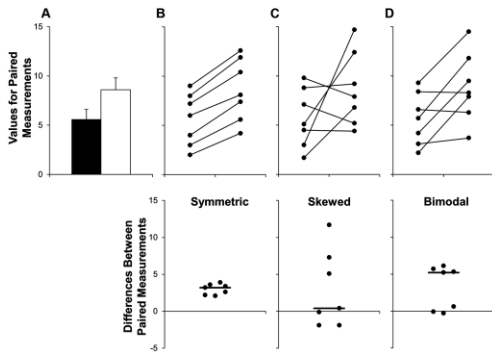 A B C D
Values for Paired
Measurements
15
10
5
0
Symmetric Skewed Bimodal
Differences Between
Paired Measurements
15
10
5
0
-5